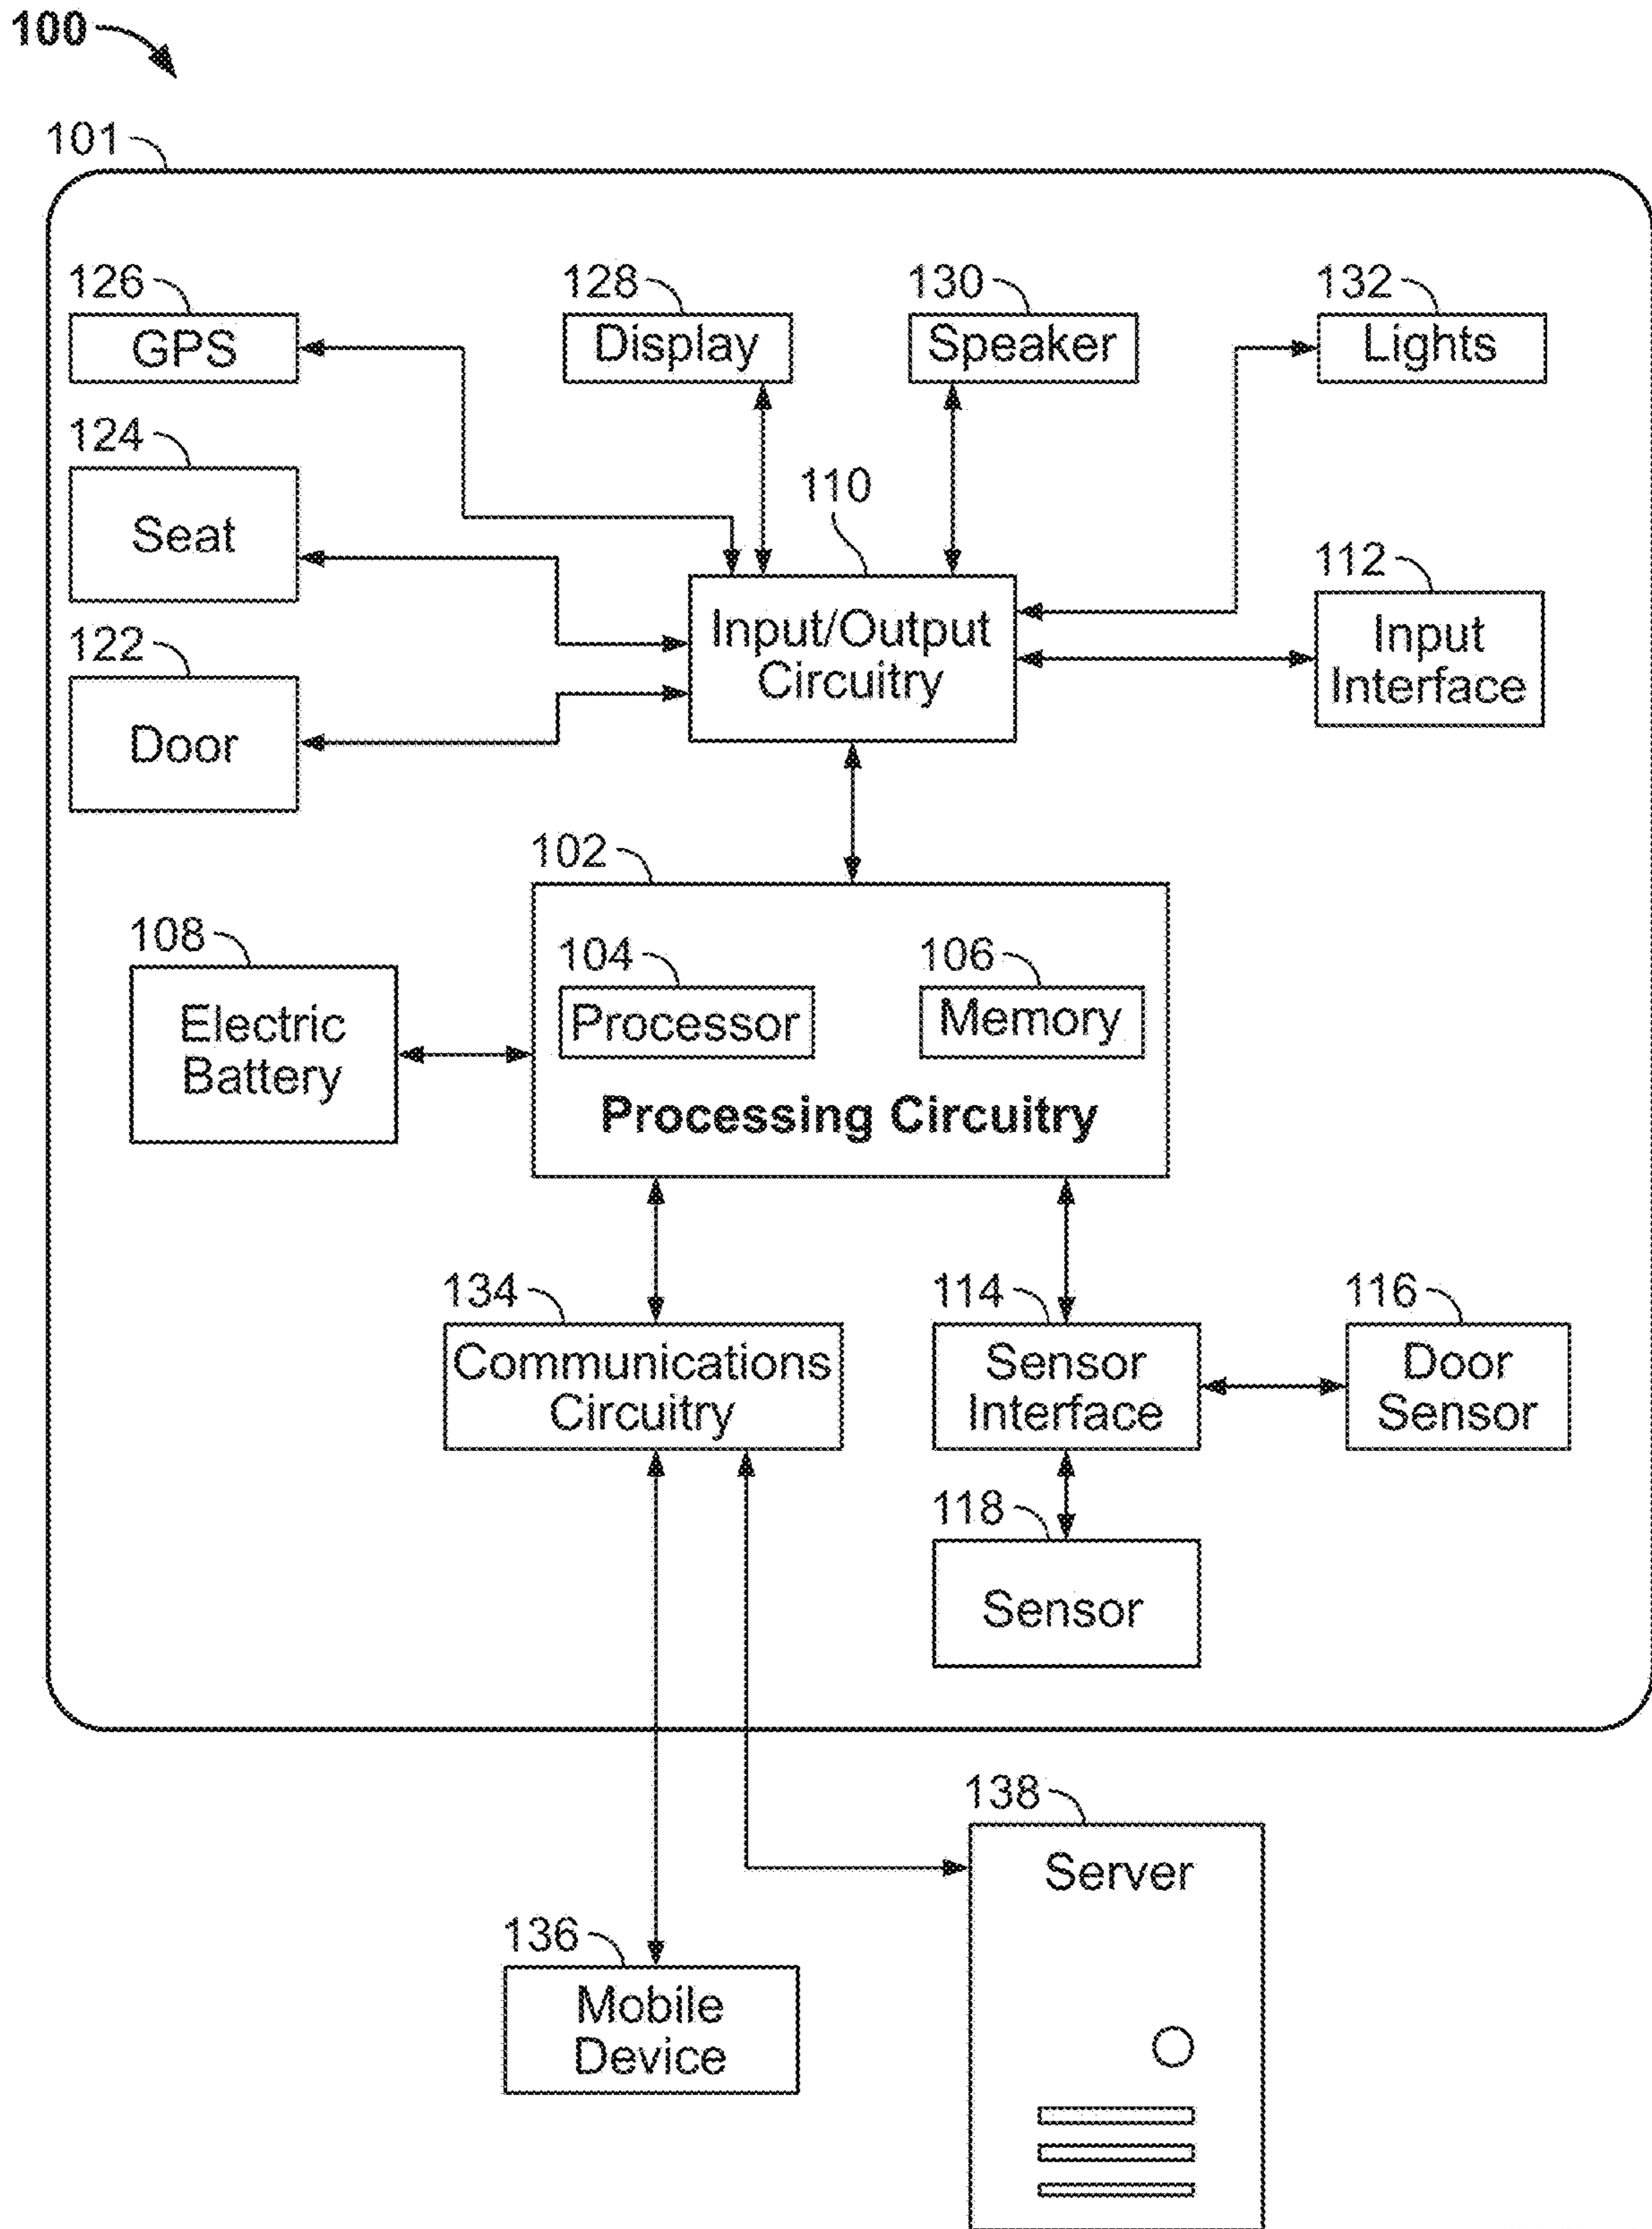 100
101
126
GPS
128
Display
130
Speaker
132
Lights
124
Seat
110
Input/Output
Circuitry
112
Input
Interface
122
Door
102
108
Electric
Battery
104
Processor
106
Memory
Processing Circuitry
134
Communications
Circuitry
114
Sensor
Interface
116
Door
Sensor
118
Sensor
138
Server
136
Mobile
Device